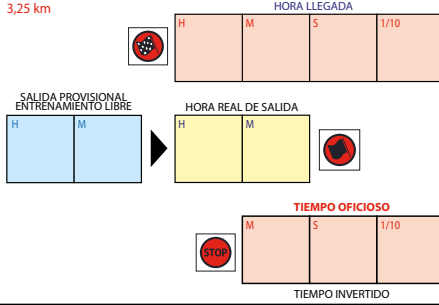 3,25 km
HORA LLEGADA
H M S 1/10
SALIDA PROVISIONAL
ENTRENAMIENTO LIBRE
HORA REAL DE SALIDA
H M
H M
TIEMPO OFICIOSO
M S 1/10
STOP
TIEMPO INVERTIDO